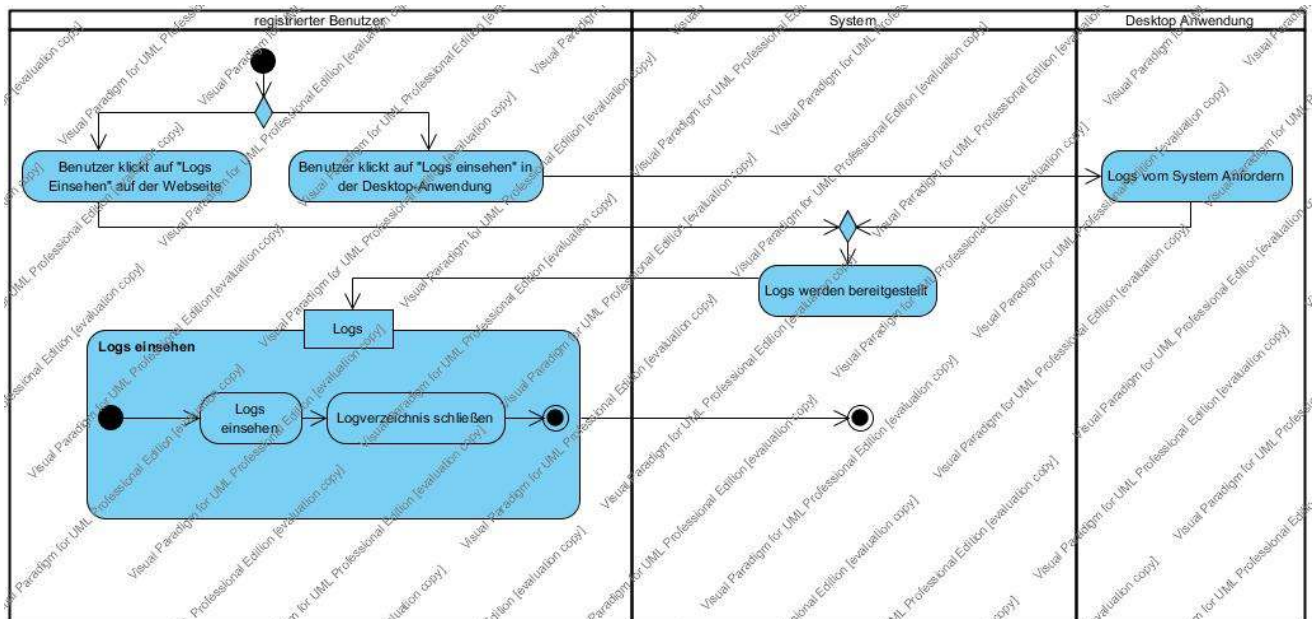 registrierter Benutzer
System
Desktop Anwendung
Benutzer klickt auf "Logs
Einsehen" auf der Webseite
Benutzer klickt auf "Logs einsehen" in
der Desktop-Anwendung
Logs vom System Anfordern
Logs werden bereitgestellt
Logs
Logs einsehen
Logs
einsehen
Logverzeichnis schließen
Visual Paradigm for UML Professional Edition [evaluation copy]